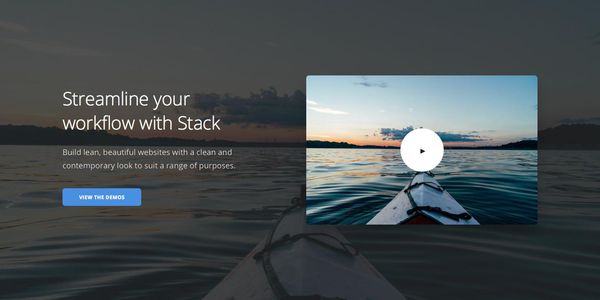 Streamline your
workflow with Stack
Build lean, beautiful websites with a clean and
contemporary look to suit a range of purposes.
VIEW THE DEMOS